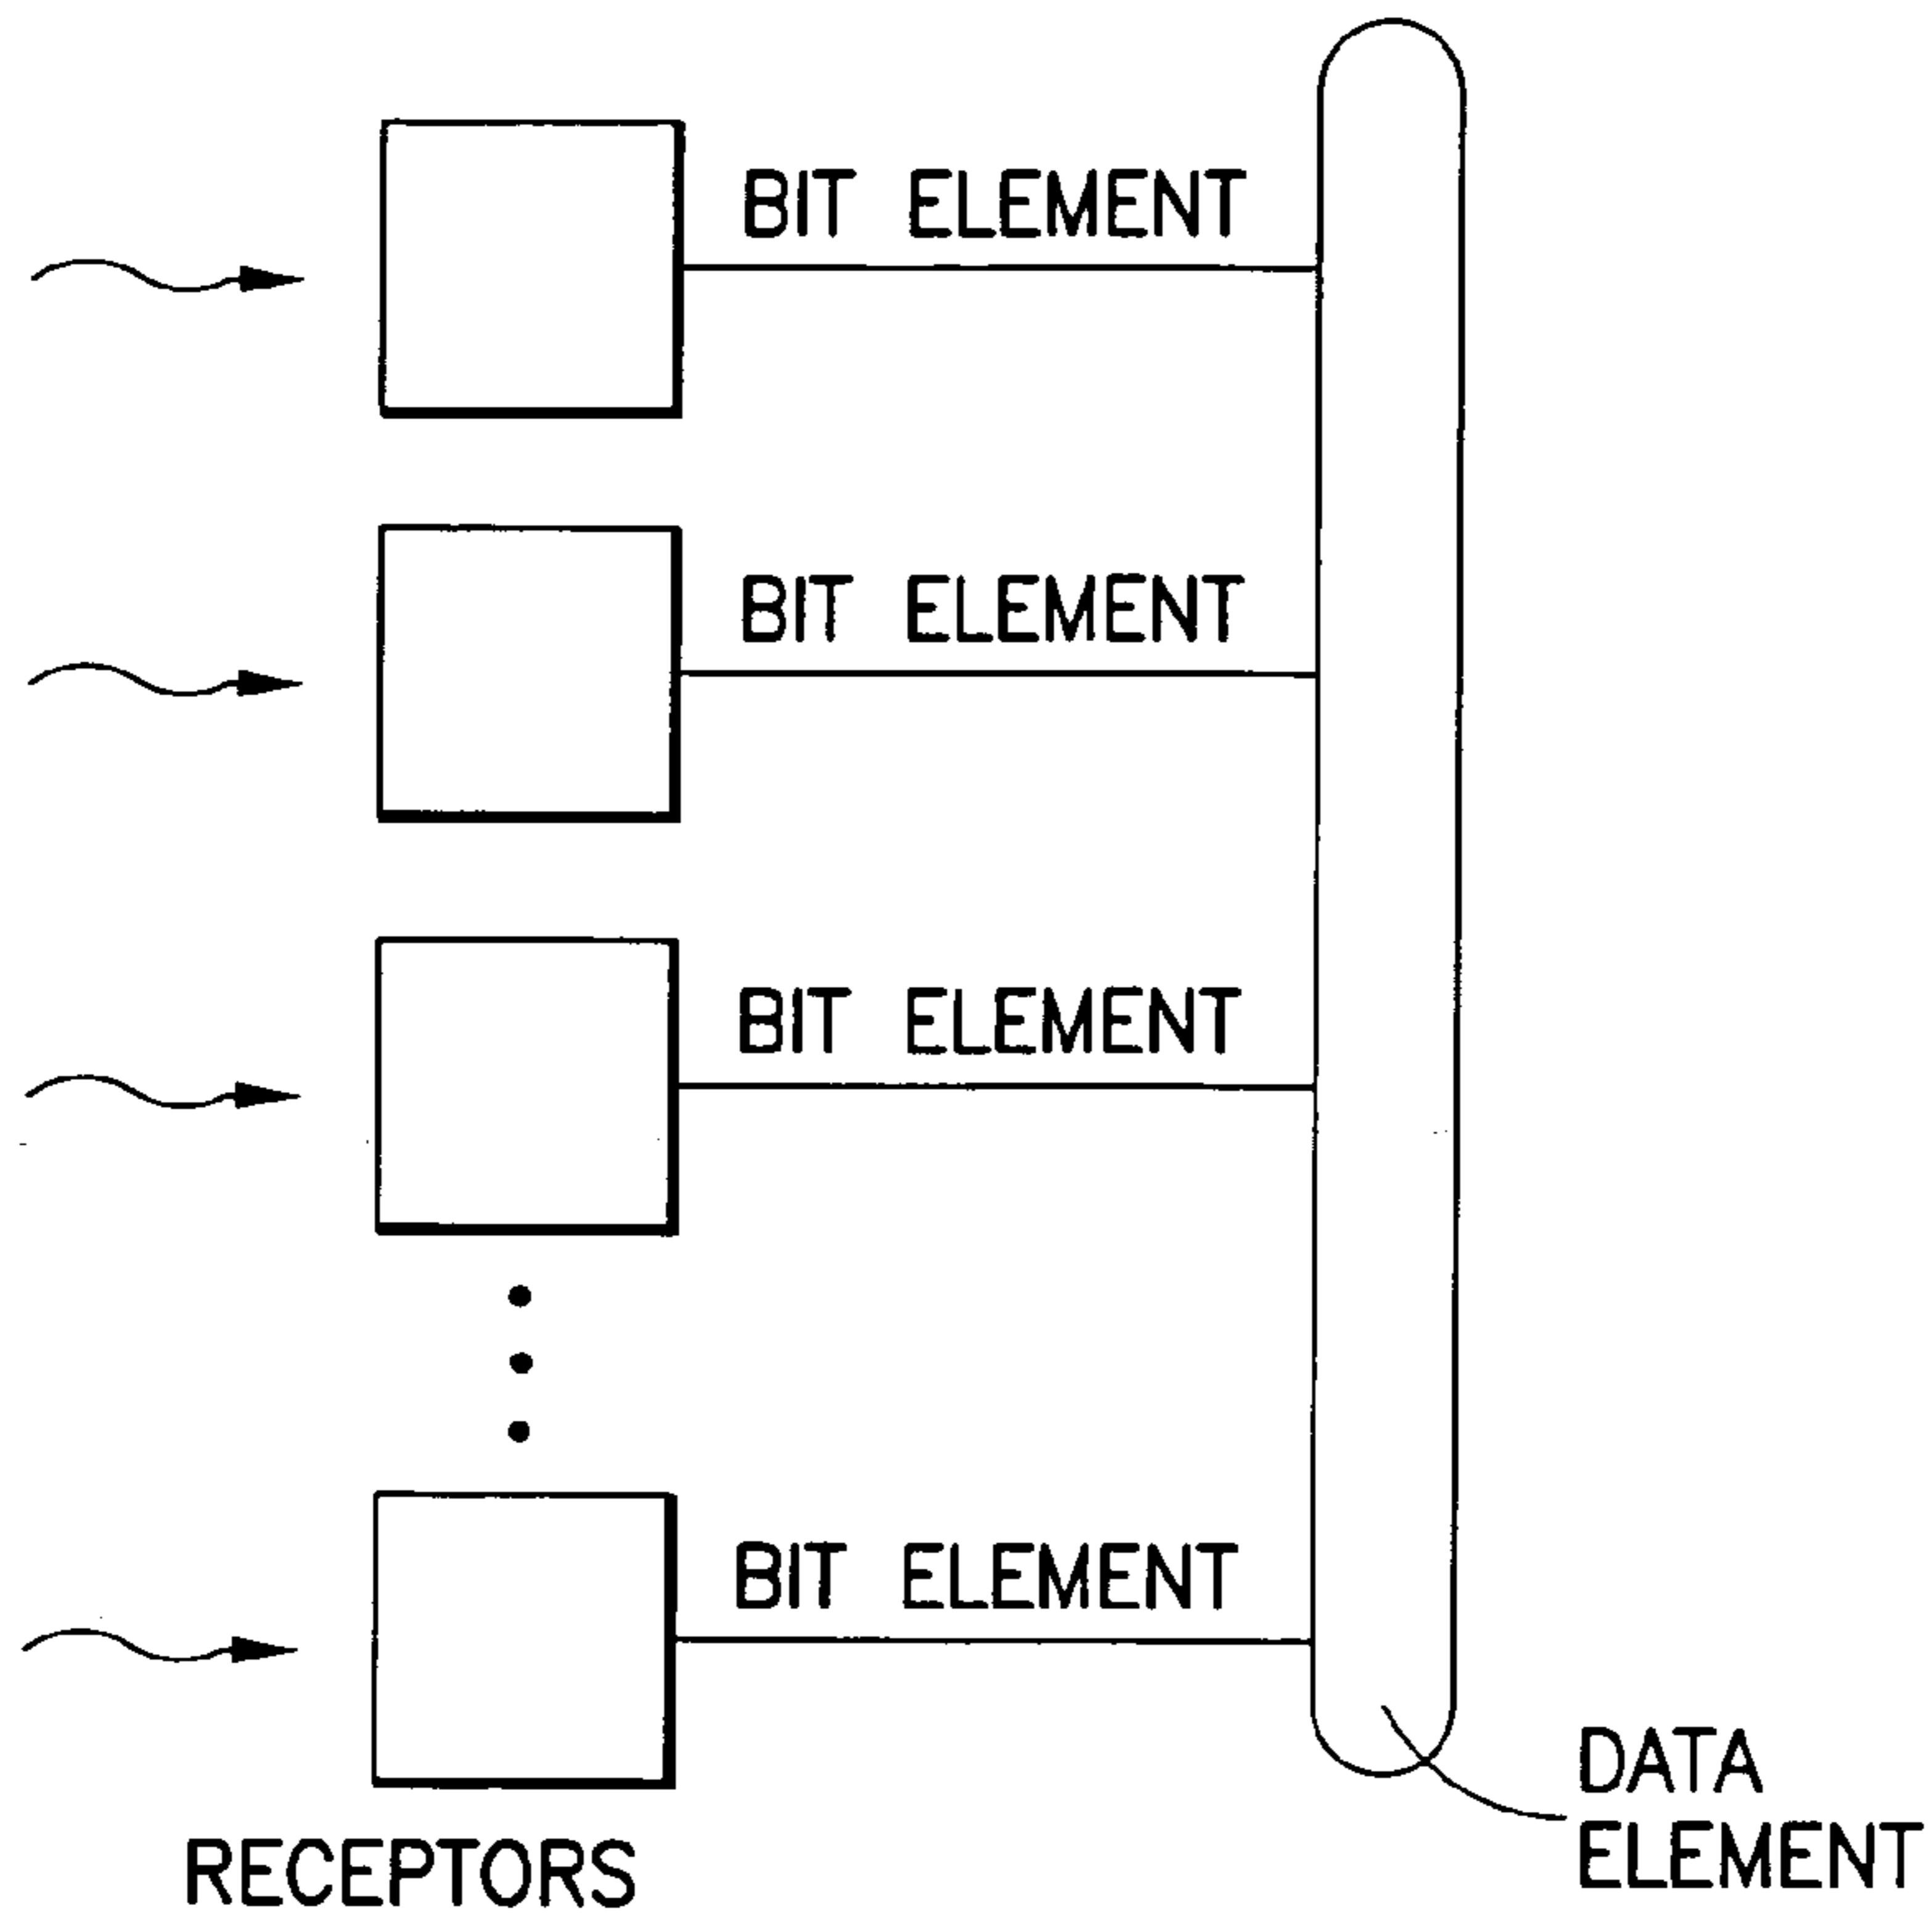 BIT ELEMENT
BIT ELEMENT
BIT ELEMENT
BIT ELEMENT
DATA
ELEMENT
RECEPTORS